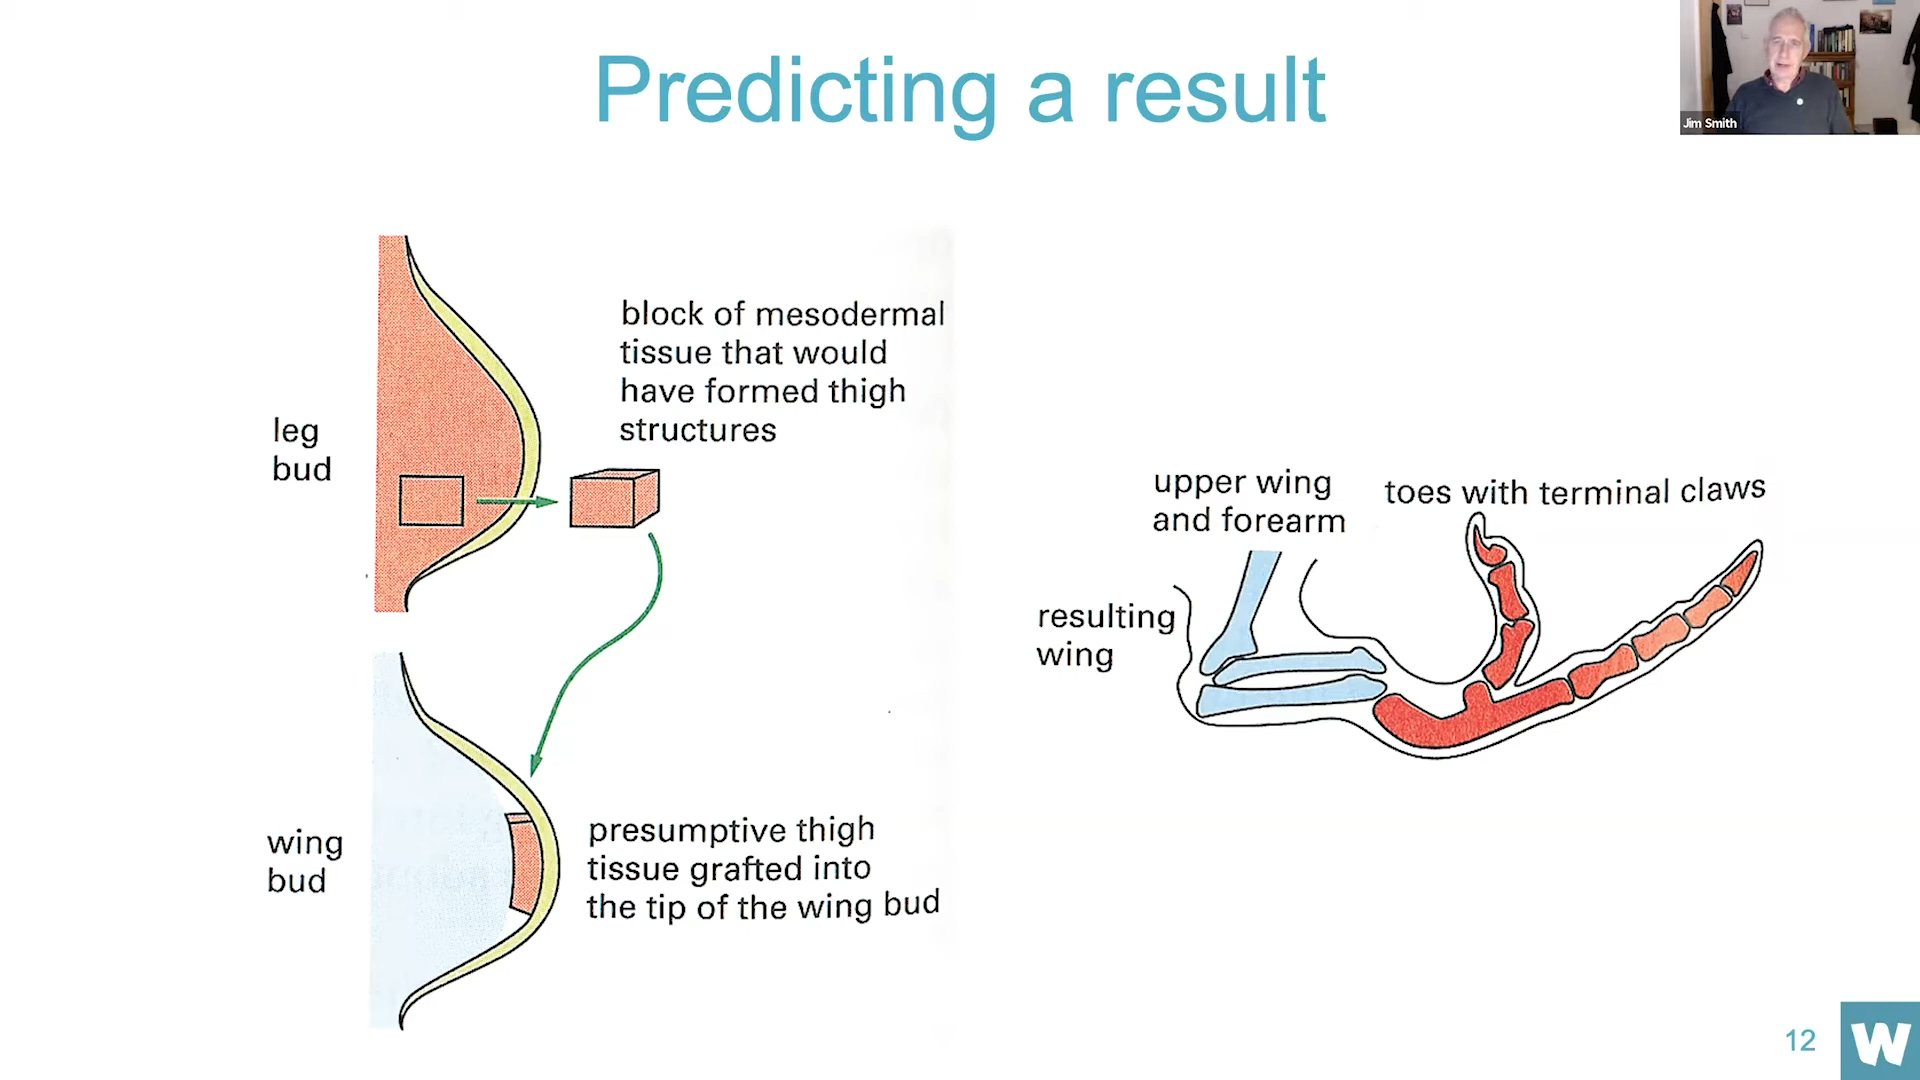 Predicting a result
Jim Smith
block of mesodermal
tissue that would
have formed thigh
structures
leg
bud
upper wing
and forearm
toes with terminal claws
resulting
wing
wing
bud
presumptive thigh
tissue grafted into
the tip of the wing bud
12
W